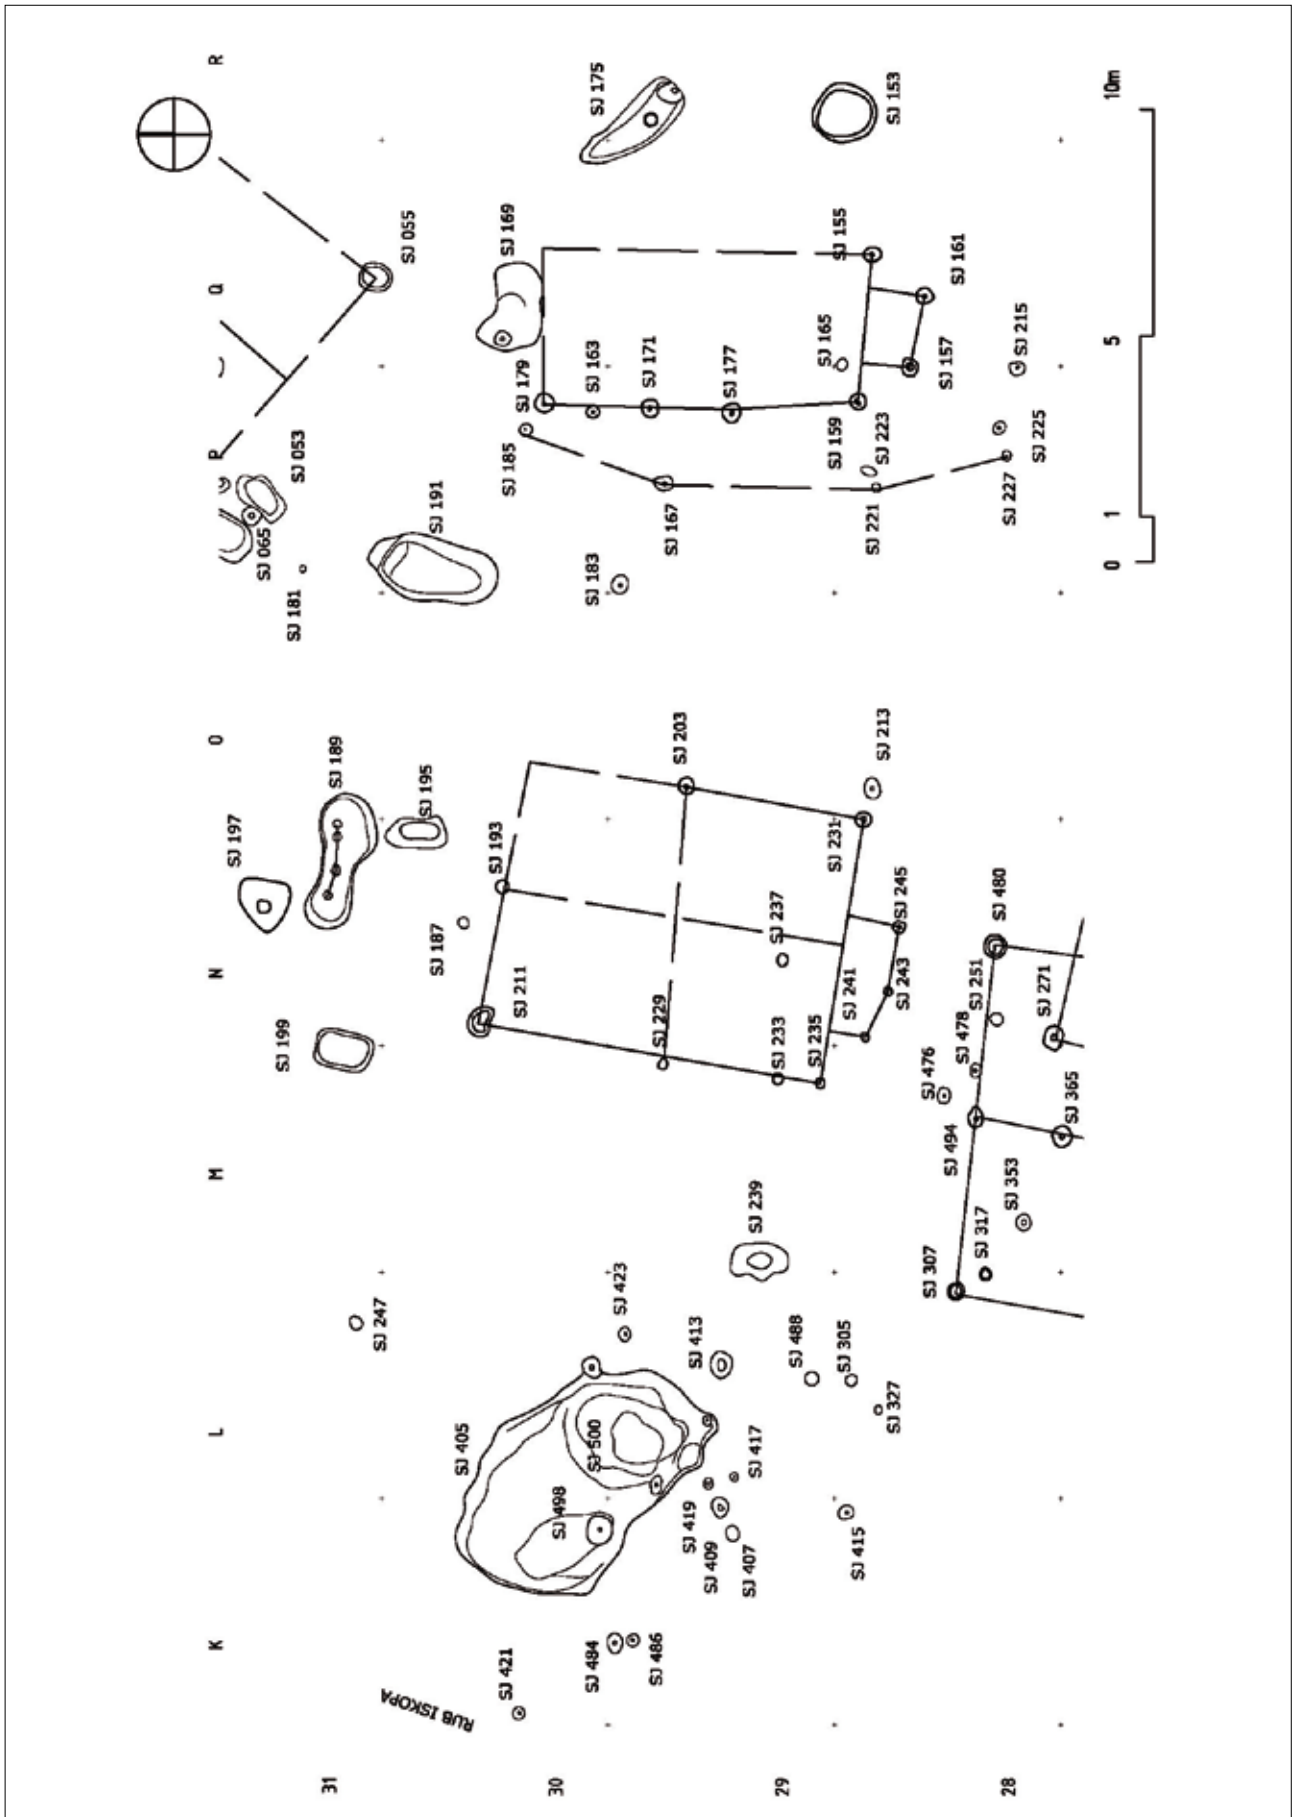 R
Q
P
O
N
M
L
K
31
30
29
28
10m
5
1
0
SJ 175
SJ 153
SJ 055
SJ 169
SJ 155
SJ 161
SJ 165
SJ 157
SJ 215
SJ 179
SJ 163
SJ 171
SJ 177
SJ 159
SJ 223
SJ 225
SJ 227
SJ 221
SJ 185
SJ 167
SJ 053
SJ 065
SJ 181
SJ 191
SJ 183
SJ 197
SJ 189
SJ 195
SJ 203
SJ 213
SJ 193
SJ 187
SJ 231
SJ 237
SJ 245
SJ 211
SJ 229
SJ 233
SJ 235
SJ 241
SJ 243
SJ 199
SJ 480
SJ 251
SJ 271
SJ 478
SJ 476
SJ 494
SJ 365
SJ 353
SJ 317
SJ 307
SJ 239
SJ 247
SJ 423
SJ 413
SJ 488
SJ 305
SJ 327
SJ 405
SJ 500
SJ 498
SJ 417
SJ 419
SJ 409
SJ 407
SJ 415
SJ 421
SJ 484
SJ 486
RUB ISKOPA